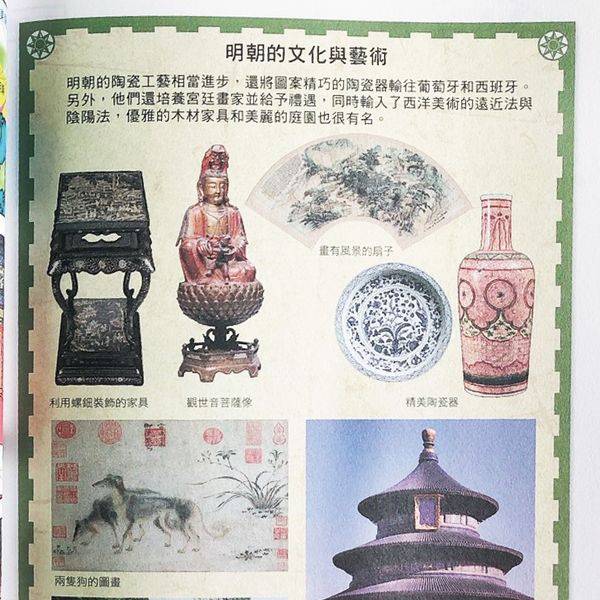 明朝的文化與藝術
明朝的陶瓷工藝相當進步，還將圖案精巧的陶瓷器輸往葡萄牙和西班牙。
另外，他們還培養宮廷畫家並給予禮遇，同時輸入了西洋美術的遠近法與
陰陽法，優雅的木材家具和美麗的庭園也很有名。
畫有風景的扇子
利用螺鈿裝飾的家具
觀世音菩薩像
精美陶瓷器
兩隻狗的圖畫